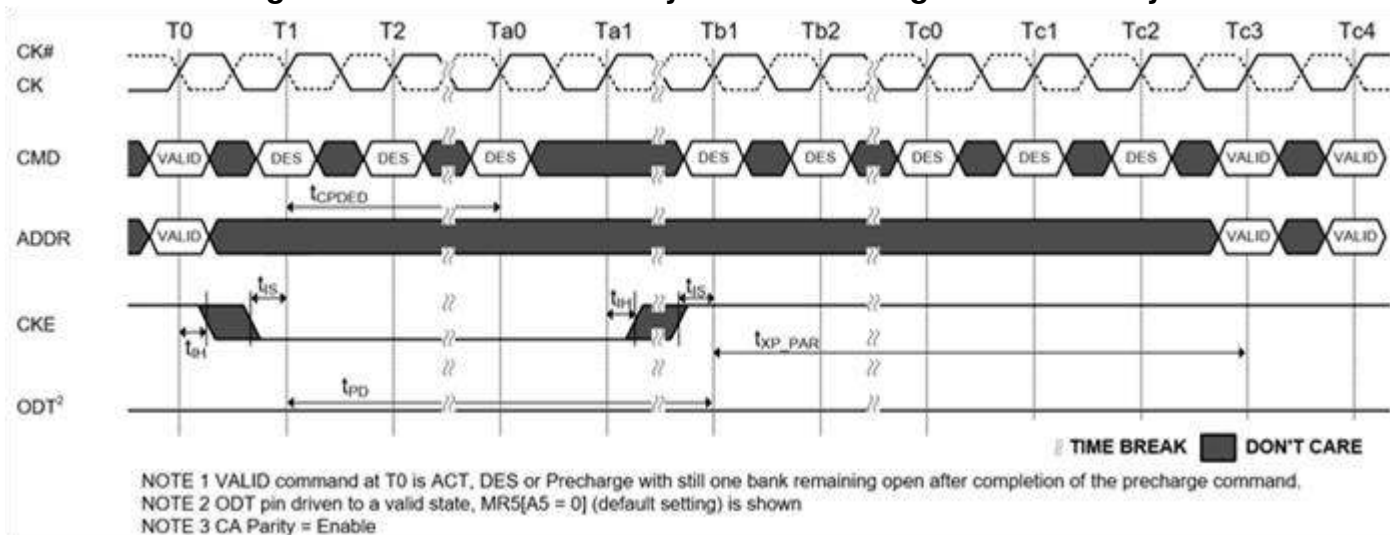 T0 T1 T2 Ta0 Ta1 Tb1 Tb2 Tc0 Tc1 Tc2 Tc3 Tc4
CK#
CK
CMD VALID DES DES DES DES DES DES DES DES VALID VALID
tCPDED
ADDR VALID VALID VALID
tIS tIH tIS
CKE
tIH tXP_PAR
tPD
ODT2
TIME BREAK DON'T CARE
NOTE 1 VALID command at T0 is ACT, DES or Precharge with still one bank remaining open after completion of the precharge command.
NOTE 2 ODT pin driven to a valid state, MR5[A5 = 0] (default setting) is shown
NOTE 3 CA Parity = Enable